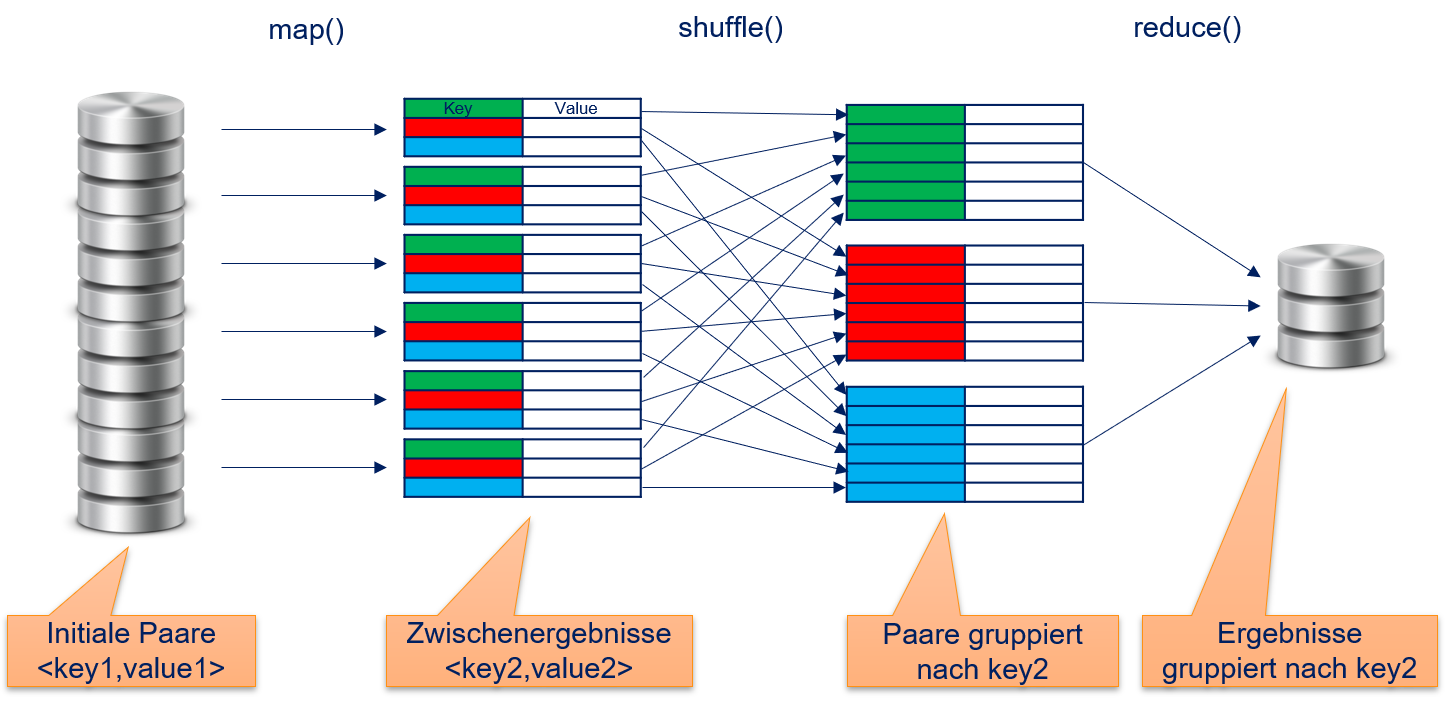 map()
shuffle()
reduce()
Key
Value
Initiale Paare
<key1,value1>
Zwischenergebnisse
<key2,value2>
Paare gruppiert
nach key2
Ergebnisse
gruppiert nach key2